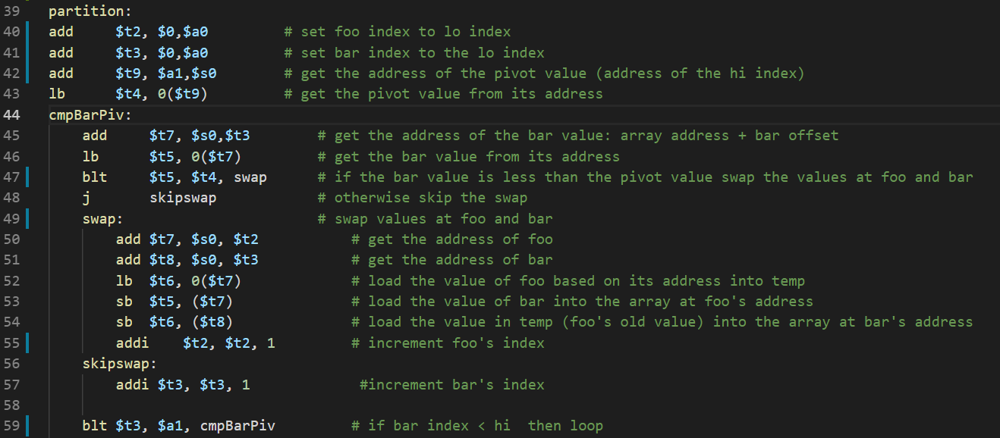 39 partition:
40 add $t2, $0,$a0 # set foo index to lo index
41 add $t3, $0,$a0 # set bar index to the lo index
42 add $t9, $a1,$s0 # get the address of the pivot value (address of the hi index)
43 lb $t4, 0($t9) # get the pivot value from its address
44 cmpBarPiv:
45 add $t7, $s0,$t3 # get the address of the bar value: array address + bar offset
46 lb $t5, 0($t7) # get the bar value from its address
47 blt $t5, $t4, swap # if the bar value is less than the pivot value swap the values at foo and bar
48 j skipswap # otherwise skip the swap
49 swap: # swap values at foo and bar
50 add $t7, $s0, $t2 # get the address of foo
51 add $t8, $s0, $t3 # get the address of bar
52 lb $t6, 0($t7) # load the value of foo based on its address into temp
53 sb $t5, ($t7) # load the value of bar into the array at foo's address
54 sb $t6, ($t8) # load the value in temp (foo's old value) into the array at bar's address
55 addi $t2, $t2, 1 # increment foo's index
56 skipswap:
57 addi $t3, $t3, 1 #increment bar's index
58
59 blt $t3, $a1, cmpBarPiv # if bar index < hi then loop